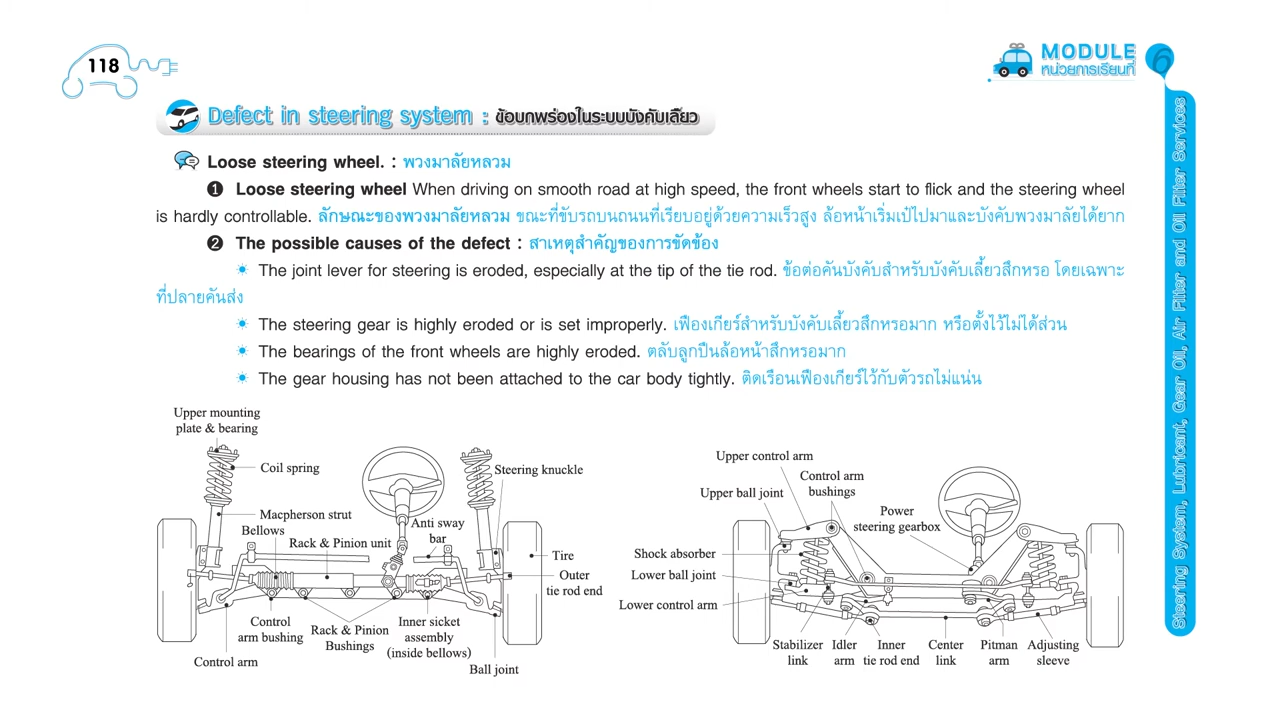 118
MODULE
หน่วยการเรียนที่
6
Defect in steering system : ข้อบกพร่องในระบบบังคับเลี้ยว
Loose steering wheel. : พวงมาลัยหลวม
1 Loose steering wheel When driving on smooth road at high speed, the front wheels start to flick and the steering wheel
is hardly controllable. ลักษณะของพวงมาลัยหลวม ขณะที่ขับรถบนถนนที่เรียบอยู่ด้วยความเร็วสูง ล้อหน้าเริ่มเป๋ไปมาและบังคับพวงมาลัยได้ยาก
2 The possible causes of the defect : สาเหตุสำคัญของการขัดข้อง
The joint lever for steering is eroded, especially at the tip of the tie rod. ข้อต่อคันบังคับสำหรับบังคับเลี้ยวสึกหรอ โดยเฉพาะ
ที่ปลายคันส่ง
The steering gear is highly eroded or is set improperly. เฟืองเกียร์สำหรับบังคับเลี้ยวสึกหรอมาก หรือตั้งไว้ไม่ได้ส่วน
The bearings of the front wheels are highly eroded. ตลับลูกปืนล้อหน้าสึกหรอมาก
The gear housing has not been attached to the car body tightly. ติดเรือนเฟืองเกียร์ไว้กับตัวรถไม่แน่น
Upper mounting
plate & bearing
Coil spring
Steering knuckle
Macpherson strut
Bellows
Rack & Pinion unit
Anti sway
bar
Tire
Outer
tie rod end
Control
arm bushing
Rack & Pinion
Bushings
Inner sicket
assembly
(inside bellows)
Control arm
Ball joint
Upper control arm
Control arm
bushings
Upper ball joint
Power
steering gearbox
Shock absorber
Lower ball joint
Lower control arm
Stabilizer
link
Idler
arm
Inner
tie rod end
Center
link
Pitman
arm
Adjusting
sleeve
Steering System, Lubricant, Gear Oil, Air Filter and Oil Filter Services